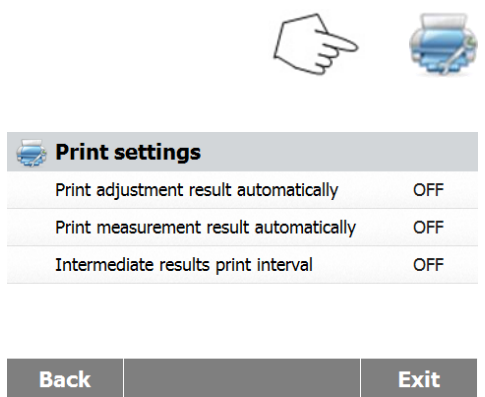 Print settings
Print adjustment result automatically OFF
Print measurement result automatically OFF
Intermediate results print interval OFF
Back Exit